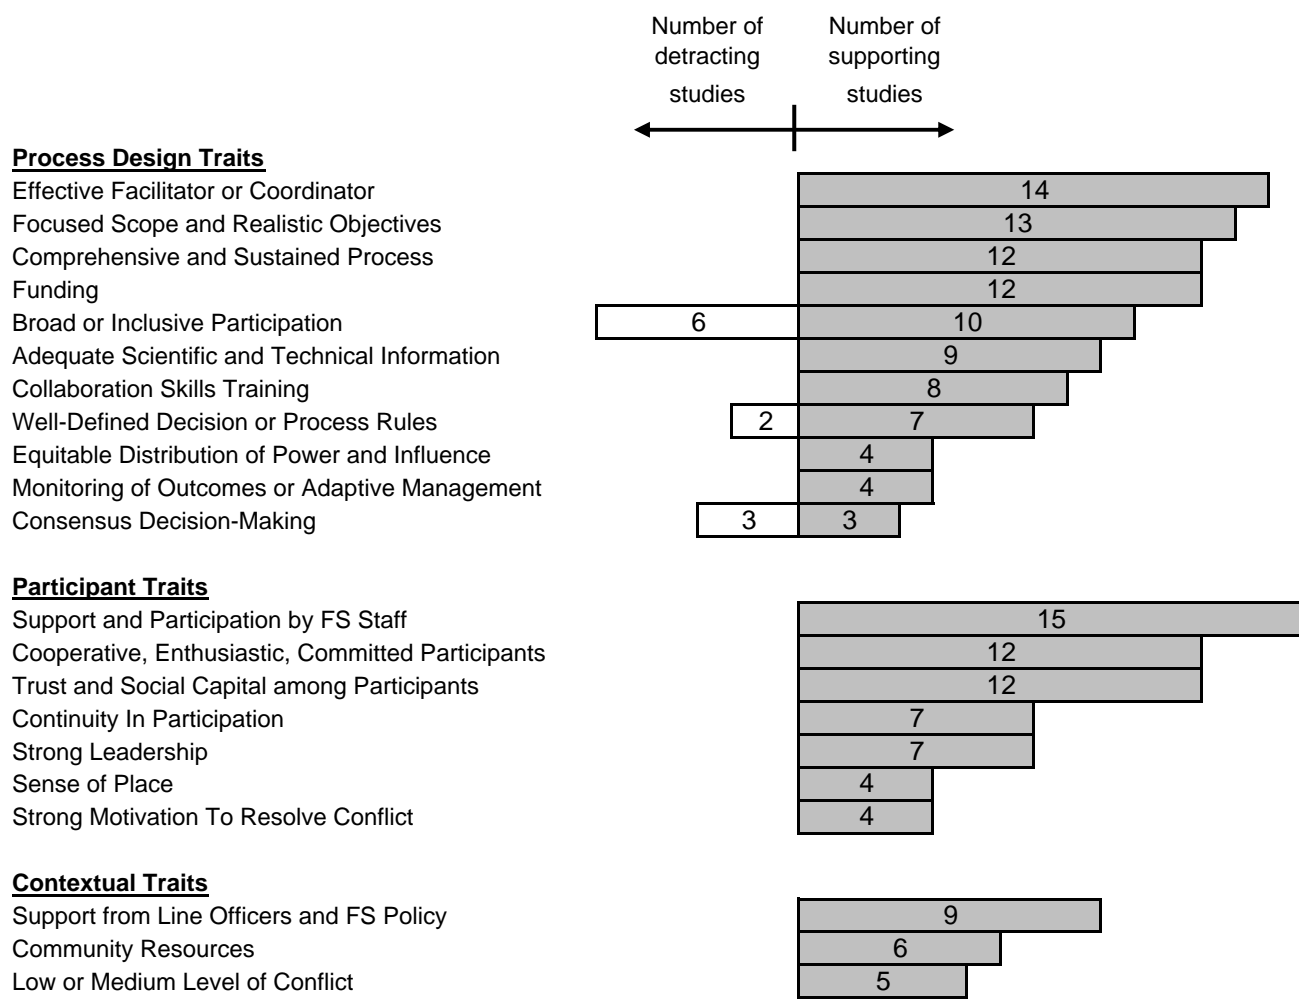 Number of
detracting
studies
Number of
supporting
studies
Process Design Traits
Effective Facilitator or Coordinator 14
Focused Scope and Realistic Objectives 13
Comprehensive and Sustained Process 12
Funding 12
Broad or Inclusive Participation 6 10
Adequate Scientific and Technical Information 9
Collaboration Skills Training 8
Well-Defined Decision or Process Rules 2 7
Equitable Distribution of Power and Influence 4
Monitoring of Outcomes or Adaptive Management 4
Consensus Decision-Making 3 3
Participant Traits
Support and Participation by FS Staff 15
Cooperative, Enthusiastic, Committed Participants 12
Trust and Social Capital among Participants 12
Continuity In Participation 7
Strong Leadership 7
Sense of Place 4
Strong Motivation To Resolve Conflict 4
Contextual Traits
Support from Line Officers and FS Policy 9
Community Resources 6
Low or Medium Level of Conflict 5